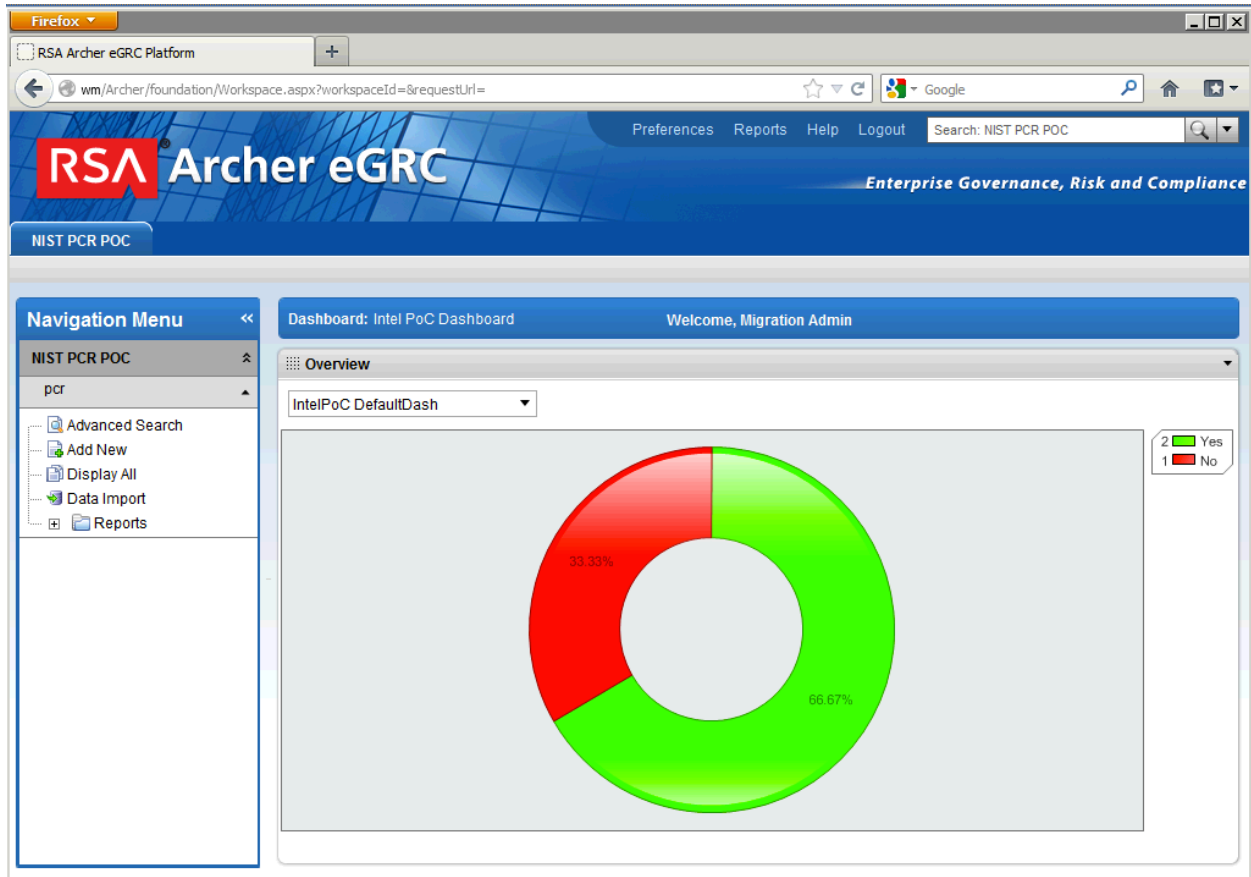 Firefox
RSA Archer eGRC Platform
wm/Archer/foundation/Workspace.aspx?workspaceId=&requestUrl=
Google
Preferences Reports Help Logout
Search: NIST PCR POC
RSA Archer eGRC
Enterprise Governance, Risk and Compliance
NIST PCR POC
Navigation Menu
NIST PCR POC
pcr
Advanced Search
Add New
Display All
Data Import
Reports
Dashboard: Intel PoC Dashboard
Welcome, Migration Admin
Overview
IntelPoC DefaultDash
2 Yes
1 No
33.33%
66.67%